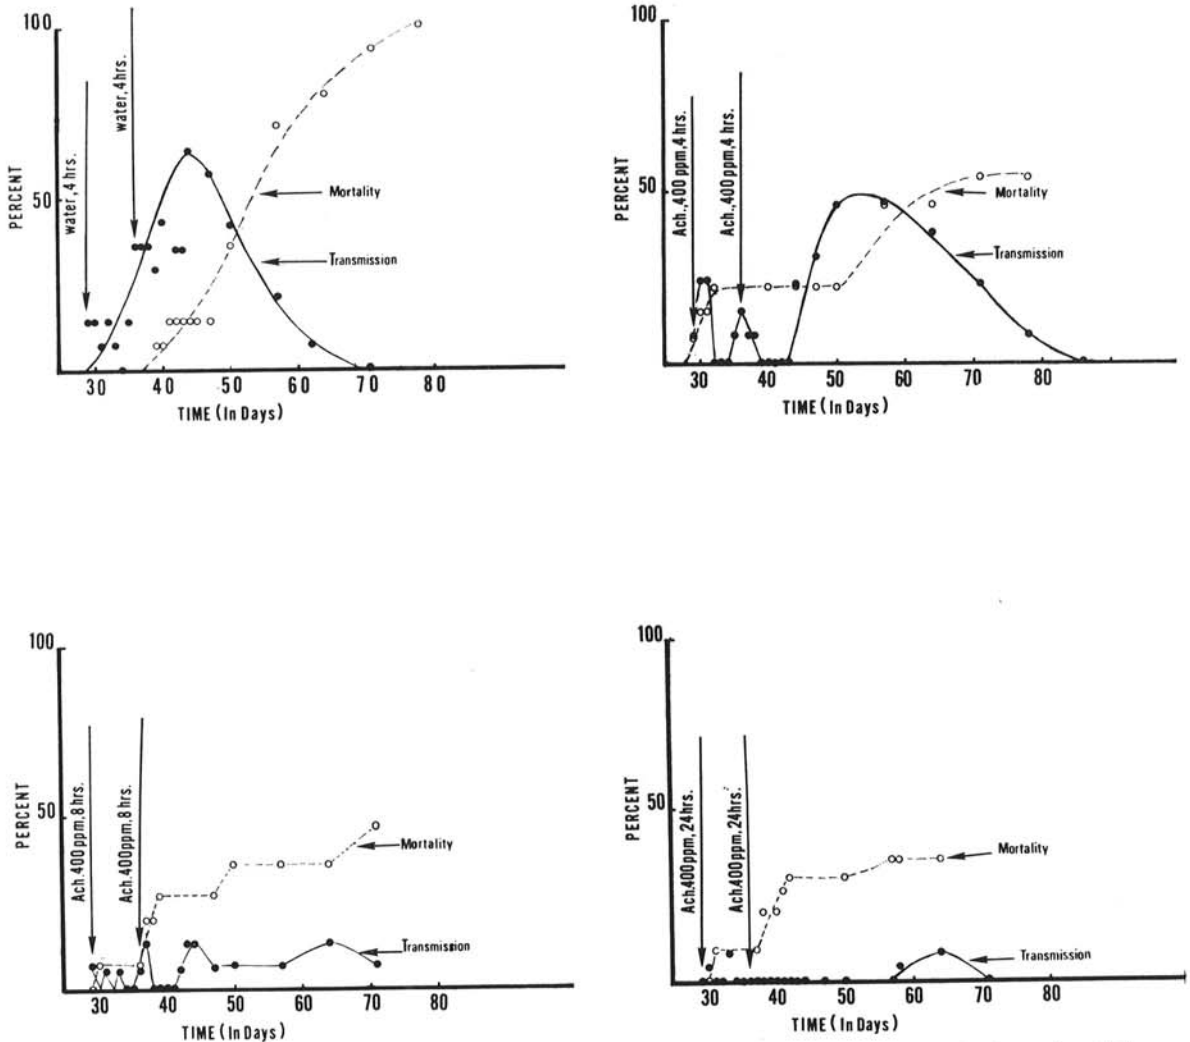 100
water, 4hrs.
water, 4 hrs.
PERCENT
50
Mortality
Transmission
30 40 50 60 70 80
TIME (In Days)
100
Ach., 400 ppm, 4 hrs.
Ach., 400 ppm, 4 hrs.
PERCENT
50
Mortality
Transmission
30 40 50 60 70 80
TIME (In Days)
100
Ach. 400 ppm, 8 hrs.
Ach. 400ppm, 8 hrs.
PERCENT
50
Mortality
Transmission
30 40 50 60 70 80
TIME (In Days)
100
Ach. 400 ppm, 24 hrs.
Ach. 400 ppm, 24 hrs.
PERCENT
50
Mortality
Transmission
30 40 50 60 70 80
TIME (In Days)